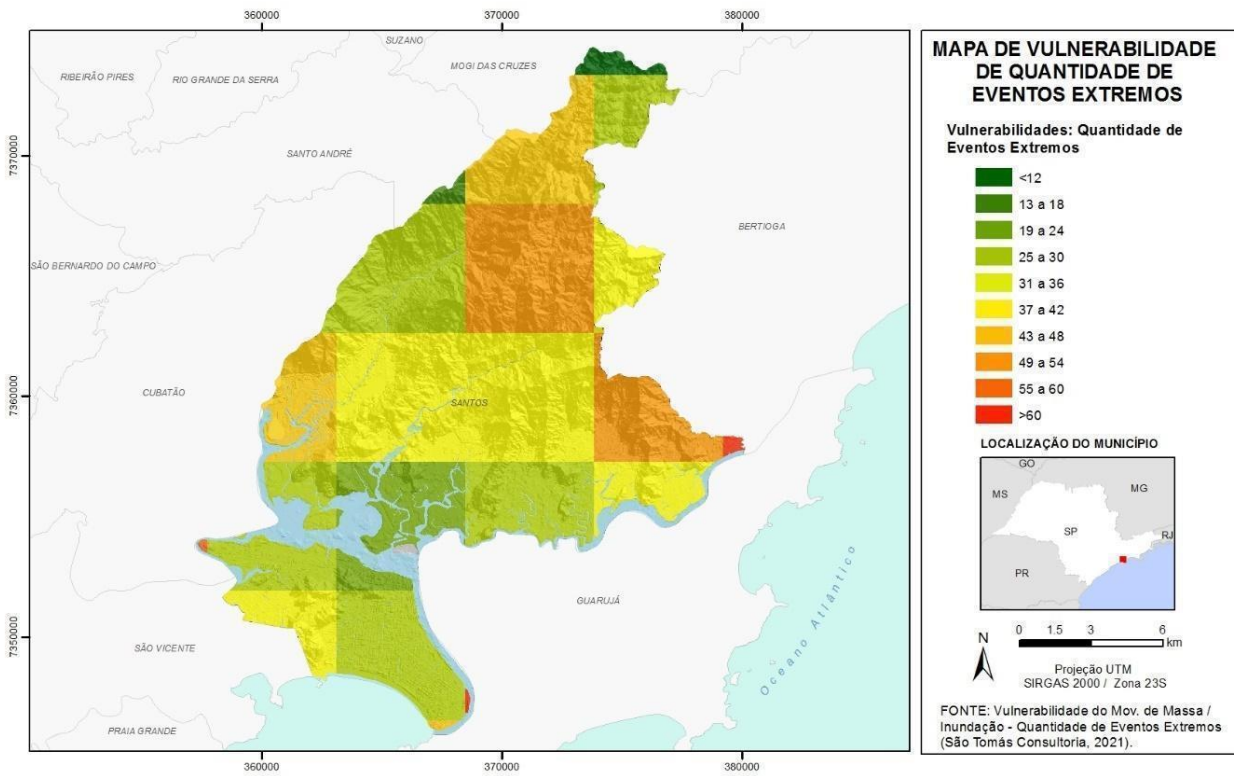 360000
370000
380000
SUZANO
MOGI DAS CRUZES
RIBEIRÃO PIRES
RIO GRANDE DA SERRA
7370000
SANTO ANDRÉ
BERTIOGA
SÃO BERNARDO DO CAMPO
CUBATÃO
7360000
SANTOS
GUARUJÁ
Oceano Atlântico
SÃO VICENTE
7350000
PRAIA GRANDE
360000
370000
380000
MAPA DE VULNERABILIDADE
DE QUANTIDADE DE
EVENTOS EXTREMOS
Vulnerabilidades: Quantidade de
Eventos Extremos
<12
13 a 18
19 a 24
25 a 30
31 a 36
37 a 42
43 a 48
49 a 54
55 a 60
>60
LOCALIZAÇÃO DO MUNICÍPIO
GO
MS
MG
SP
RJ
PR
N
0 1.5 3 6
km
Projeção UTM
SIRGAS 2000 / Zona 23S
FONTE: Vulnerabilidade do Mov. de Massa /
Inundação - Quantidade de Eventos Extremos
(São Tomás Consultoria, 2021).